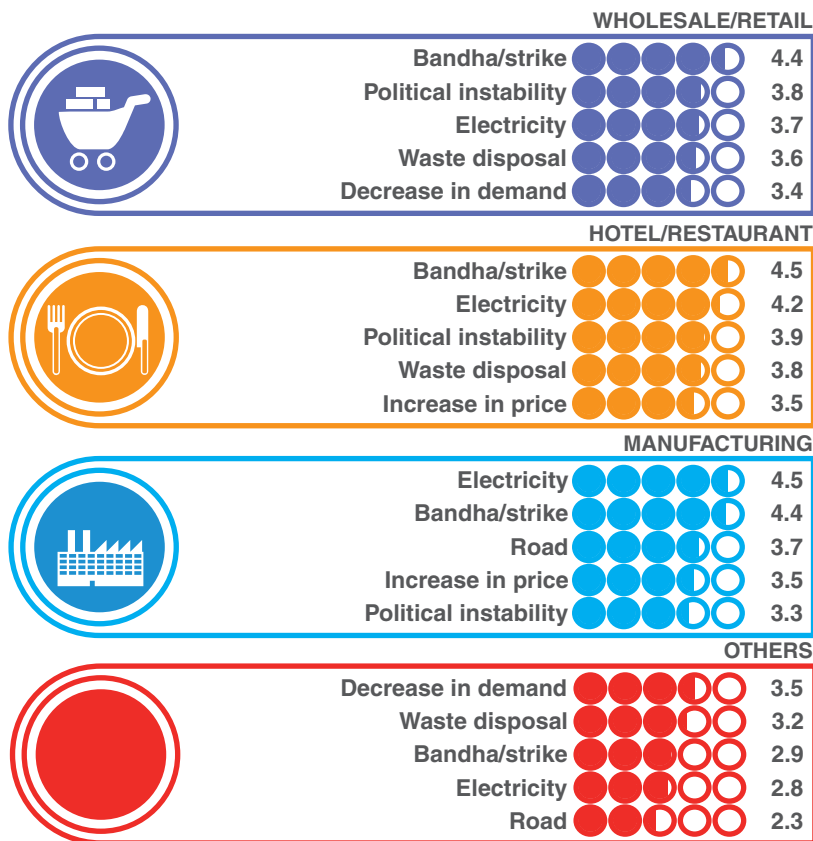 WHOLESALE/RETAIL
Bandha/strike 4.4
Political instability 3.8
Electricity 3.7
Waste disposal 3.6
Decrease in demand 3.4
HOTEL/RESTAURANT
Bandha/strike 4.5
Electricity 4.2
Political instability 3.9
Waste disposal 3.8
Increase in price 3.5
MANUFACTURING
Electricity 4.5
Bandha/strike 4.4
Road 3.7
Increase in price 3.5
Political instability 3.3
OTHERS
Decrease in demand 3.5
Waste disposal 3.2
Bandha/strike 2.9
Electricity 2.8
Road 2.3